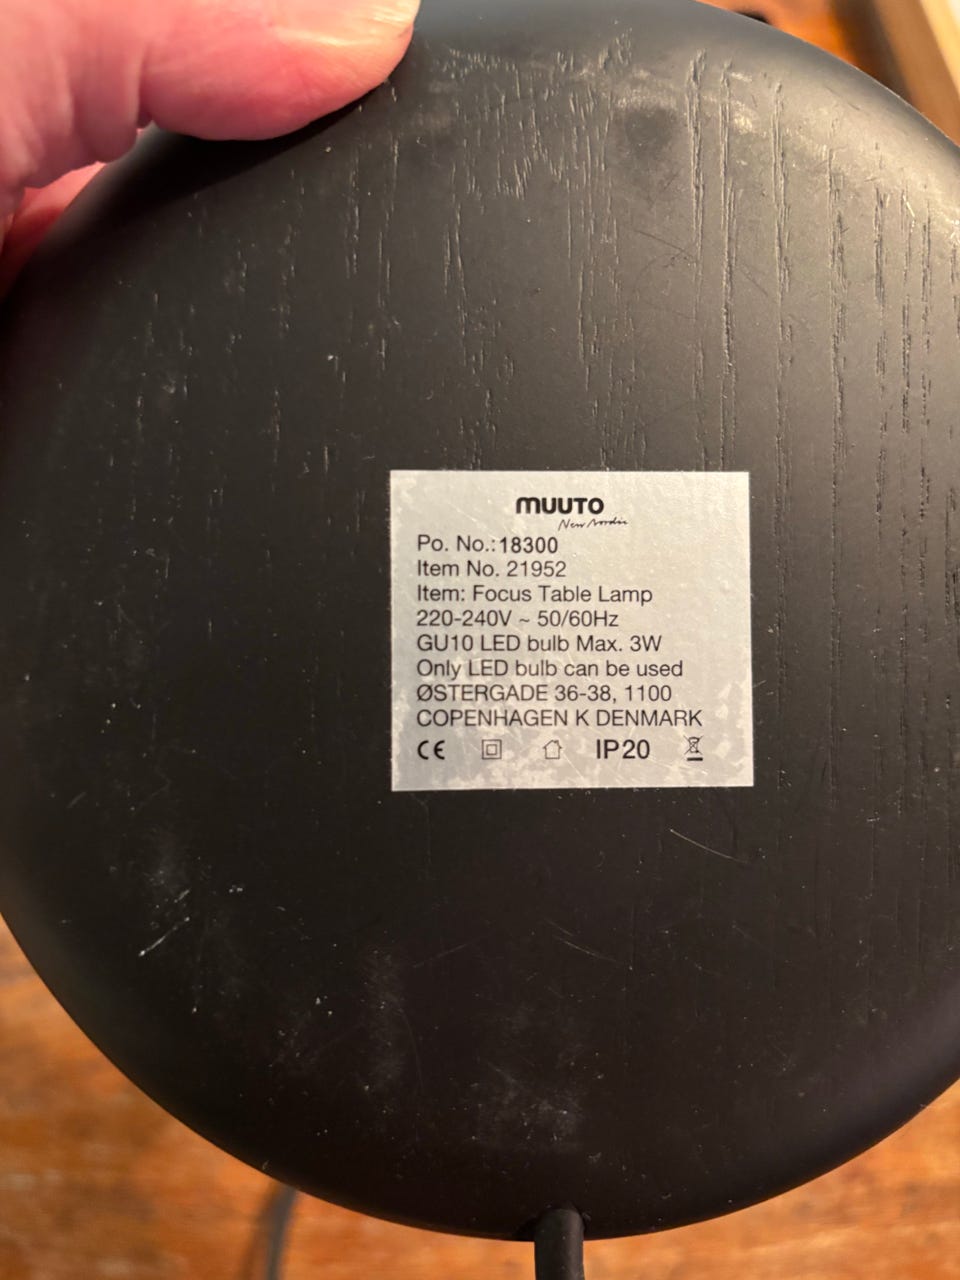 muuto
New Nordic
Po. No.: 18300
Item No. 21952
Item: Focus Table Lamp
220-240V ~ 50/60Hz
GU10 LED bulb Max. 3W
Only LED bulb can be used
ØSTERGADE 36-38, 1100
COPENHAGEN K DENMARK
CE IP20